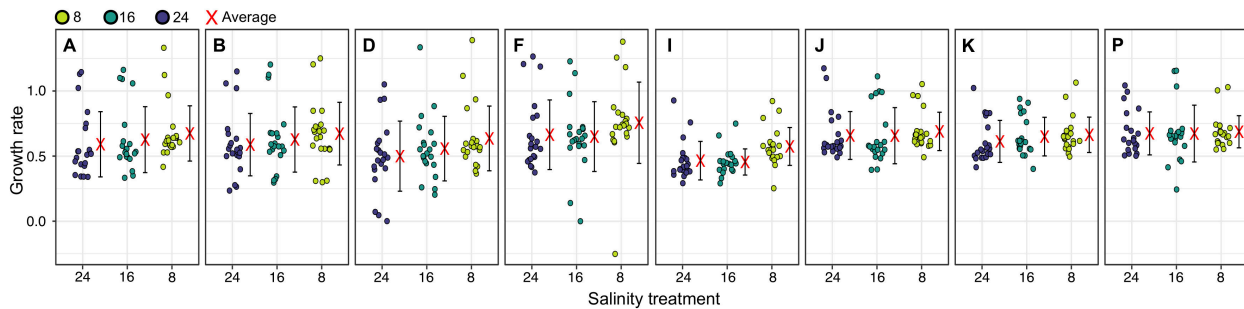 8 16 24 X Average
A B D F I J K P
1.0
0.5
0.0
Growth rate
24 16 8 24 16 8 24 16 8 24 16 8 24 16 8 24 16 8 24 16 8 24 16 8
Salinity treatment